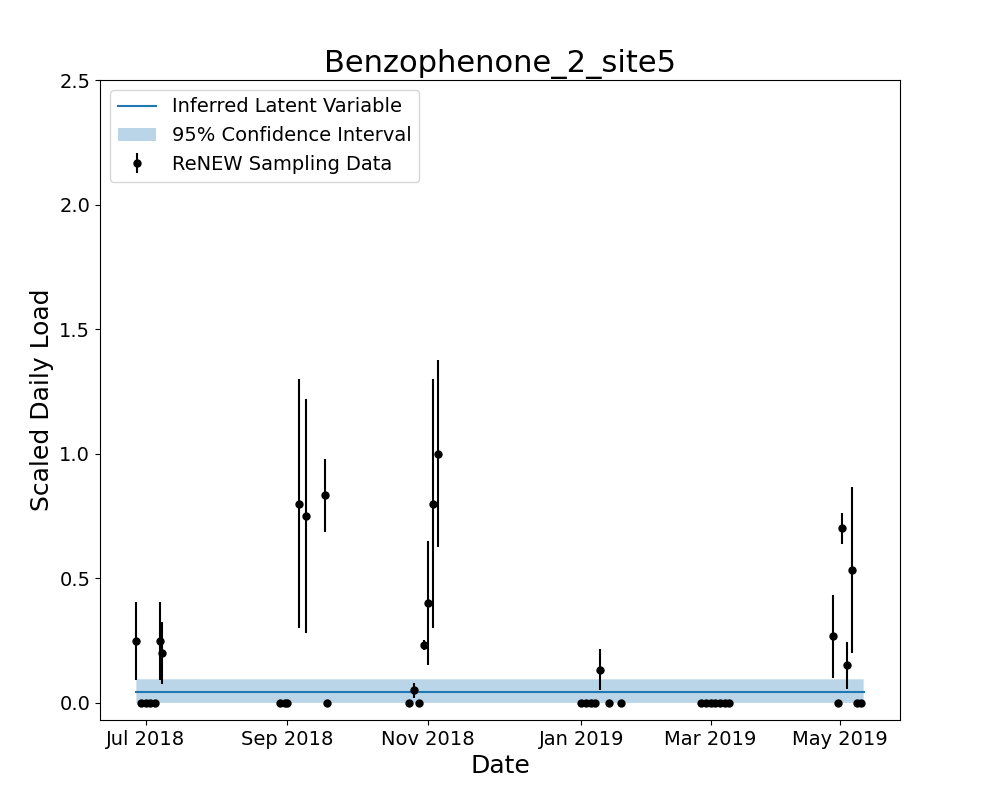 Benzophenone_2_site5
Inferred Latent Variable
95% Confidence Interval
ReNEW Sampling Data
Scaled Daily Load
2.5
2.0
1.5
1.0
0.5
0.0
Jul 2018 Sep 2018 Nov 2018 Jan 2019 Mar 2019 May 2019
Date